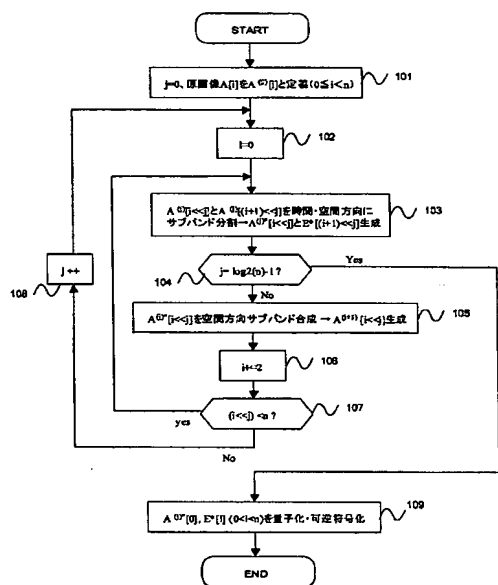 START
j=0、原画像A[i]をA⁽⁰⁾[i]と定義(0≦i<n)
101
i=0
102
A⁽ʲ⁾[i<<j]とA⁽ʲ⁾[(i+1)<<j]を時間・空間方向に
サブバンド分割→A⁽ʲ⁾*[i<<j]とE*[(i+1)<<j]生成
103
j++
108
j= log2(n)-1?
104
Yes
No
A⁽ʲ⁾*[i<<j]を空間方向サブバンド合成 → A⁽ʲ⁺¹⁾[i<<j]生成
105
i+=2
106
(i<<j) <n ?
107
yes
No
A⁽ʲ⁾*[0], E*[i] (0<i<n)を量子化・可逆符号化
109
END